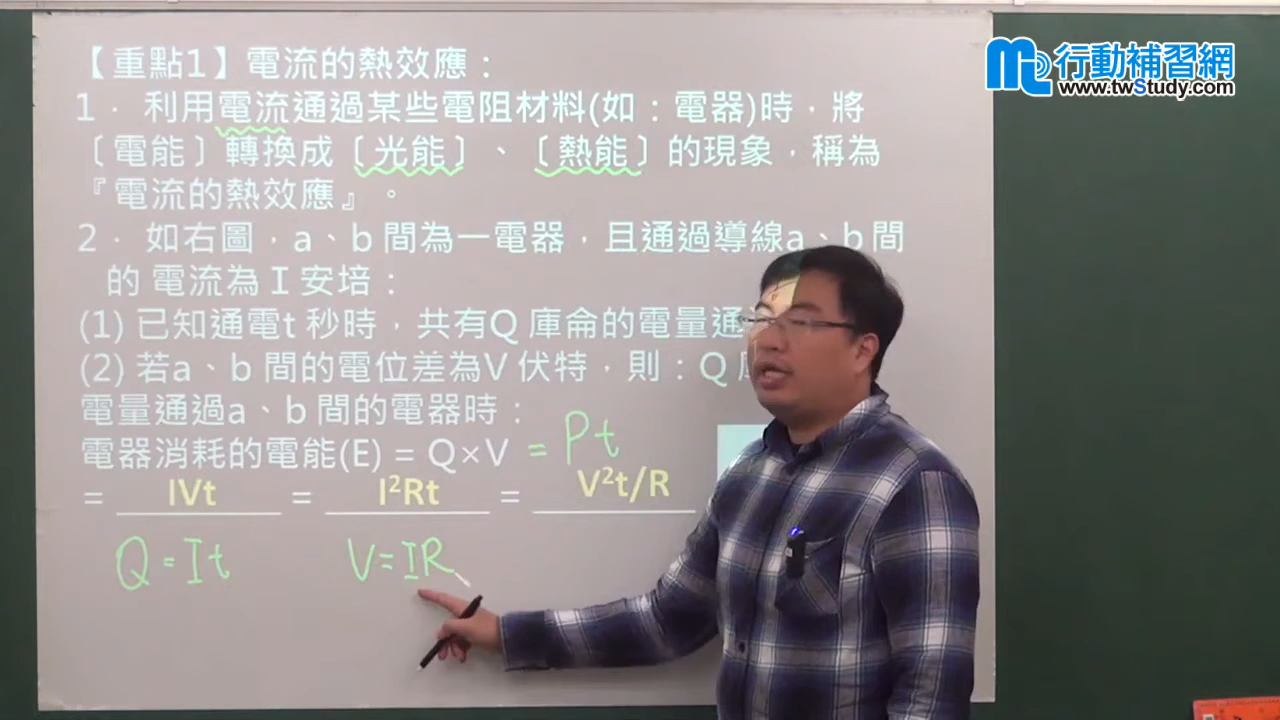 【重點1】電流的熱效應：
1． 利用電流通過某些電阻材料(如：電器)時，將
〔電能〕轉換成〔光能〕、〔熱能〕的現象，稱為
『電流的熱效應』。
2． 如右圖，a、b 間為一電器，且通過導線a、b 間
的 電流為 I 安培：
(1) 已知通電t 秒時，共有Q 庫侖的電量通
(2) 若a、b 間的電位差為V 伏特，則：Q
電量通過a、b 間的電器時：
電器消耗的電能(E) = Q×V = Pt
= IVt = I²Rt = V²t/R
Q = It V = IR
行動補習網
www.twStudy.com